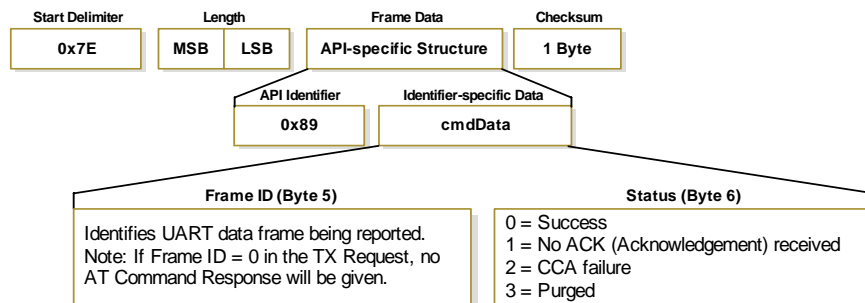 Start Delimiter Length Frame Data Checksum
0x7E MSB LSB API-specific Structure 1 Byte
API Identifier Identifier-specific Data
0x89 cmdData
Frame ID (Byte 5)
Identifies UART data frame being reported.
Note: If Frame ID = 0 in the TX Request, no
AT Command Response will be given.
Status (Byte 6)
0 = Success
1 = No ACK (Acknowledgement) received
2 = CCA failure
3 = Purged